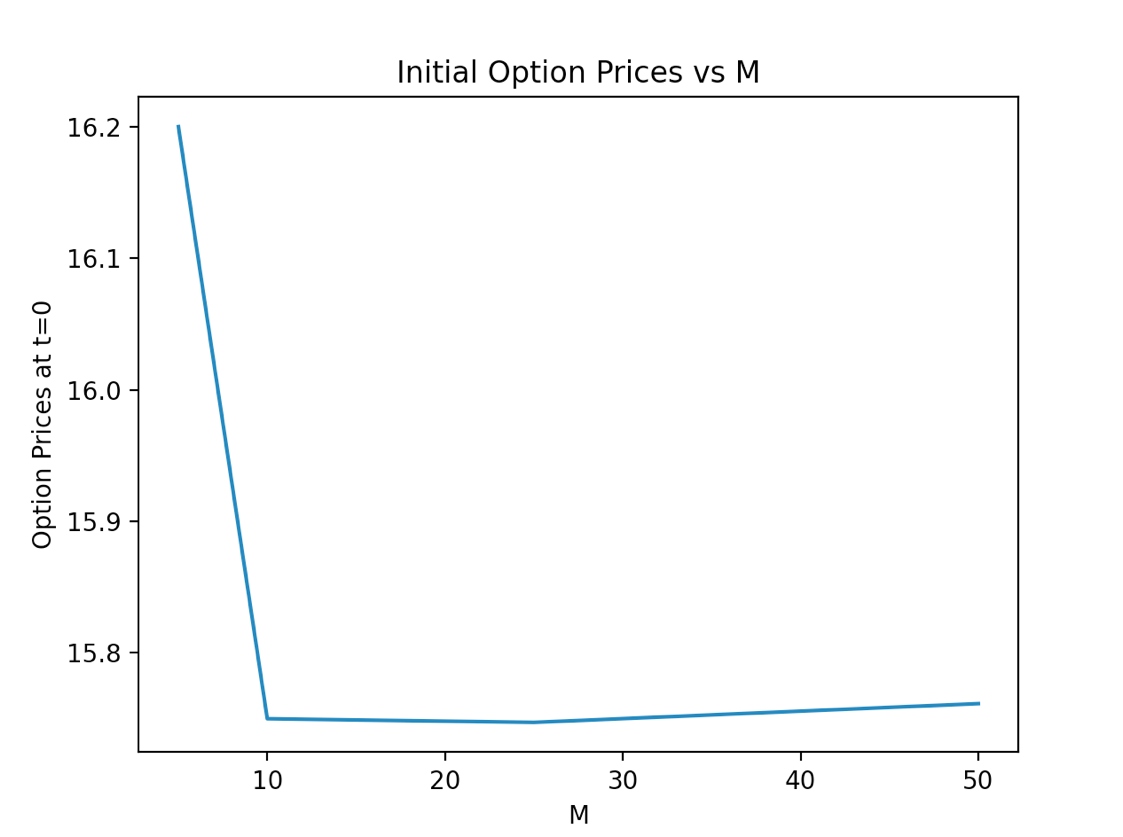 Initial Option Prices vs M
Option Prices at t=0
16.2
16.1
16.0
15.9
15.8
10 20 30 40 50
M